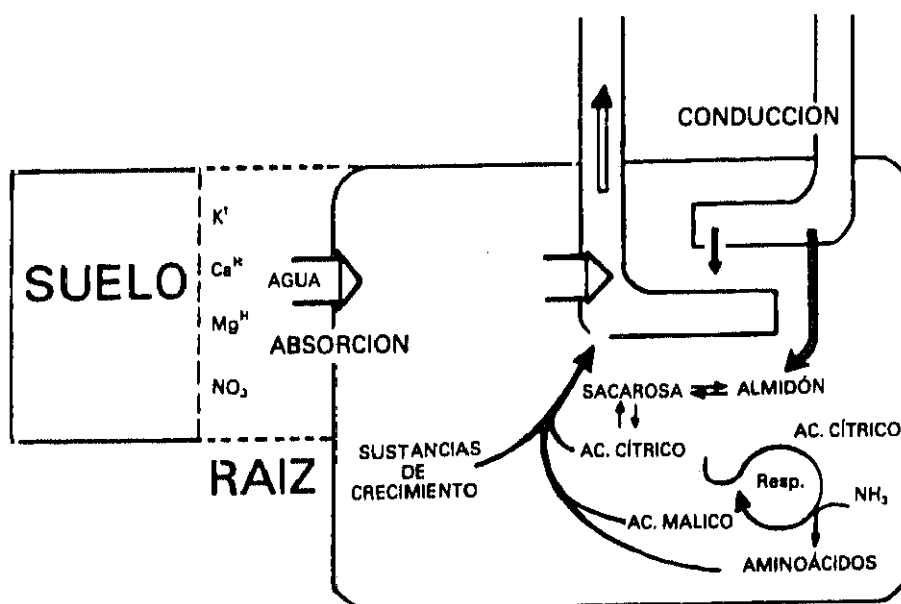 CONDUCCION
SUELO
K⁺
Ca^H
Mg^H
NO₃
AGUA
ABSORCION
RAIZ
SUSTANCIAS
DE
CRECIMIENTO
SACAROSA
ALMIDÓN
AC. CÍTRICO
AC. CÍTRICO
Resp.
NH₃
AC. MALICO
AMINOÁCIDOS